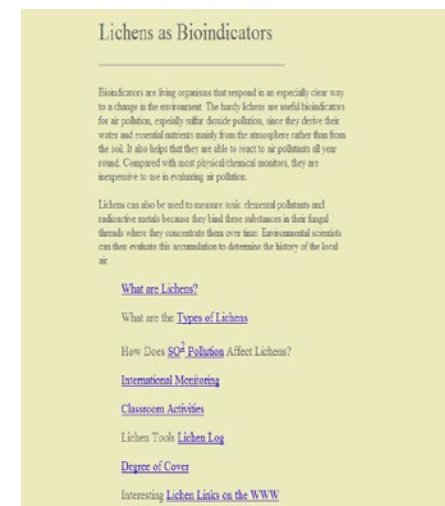 Lichens as Bioindicators
Bioindicators are living organisms that respond in an especially clear way
to a change in the environment. The hardy lichens are useful bioindicators
for air pollution, espeially sulfur dioxide pollution, since they derive their
water and essential nutrients mainly from the atmosphere rather than from
the soil. It also helps that they are able to react to air pollutants all year
round. Compared with most physical/chemical monitors, they are
inexpensive to use in evaluating air pollution.
Lichens can also be used to measure toxic elemental pollutants and
radioactive metals because they bind these substances in their fungal
threads where they concentrate them over time. Environmental scientists
can then evaluate this accumulation to determine the history of the local
air.
What are Lichens?
What are the Types of Lichens
How Does SO² Pollution Affect Lichens?
International Monitoring
Classroom Activities
Lichen Tools Lichen Log
Degree of Cover
Interesting Lichen Links on the WWW